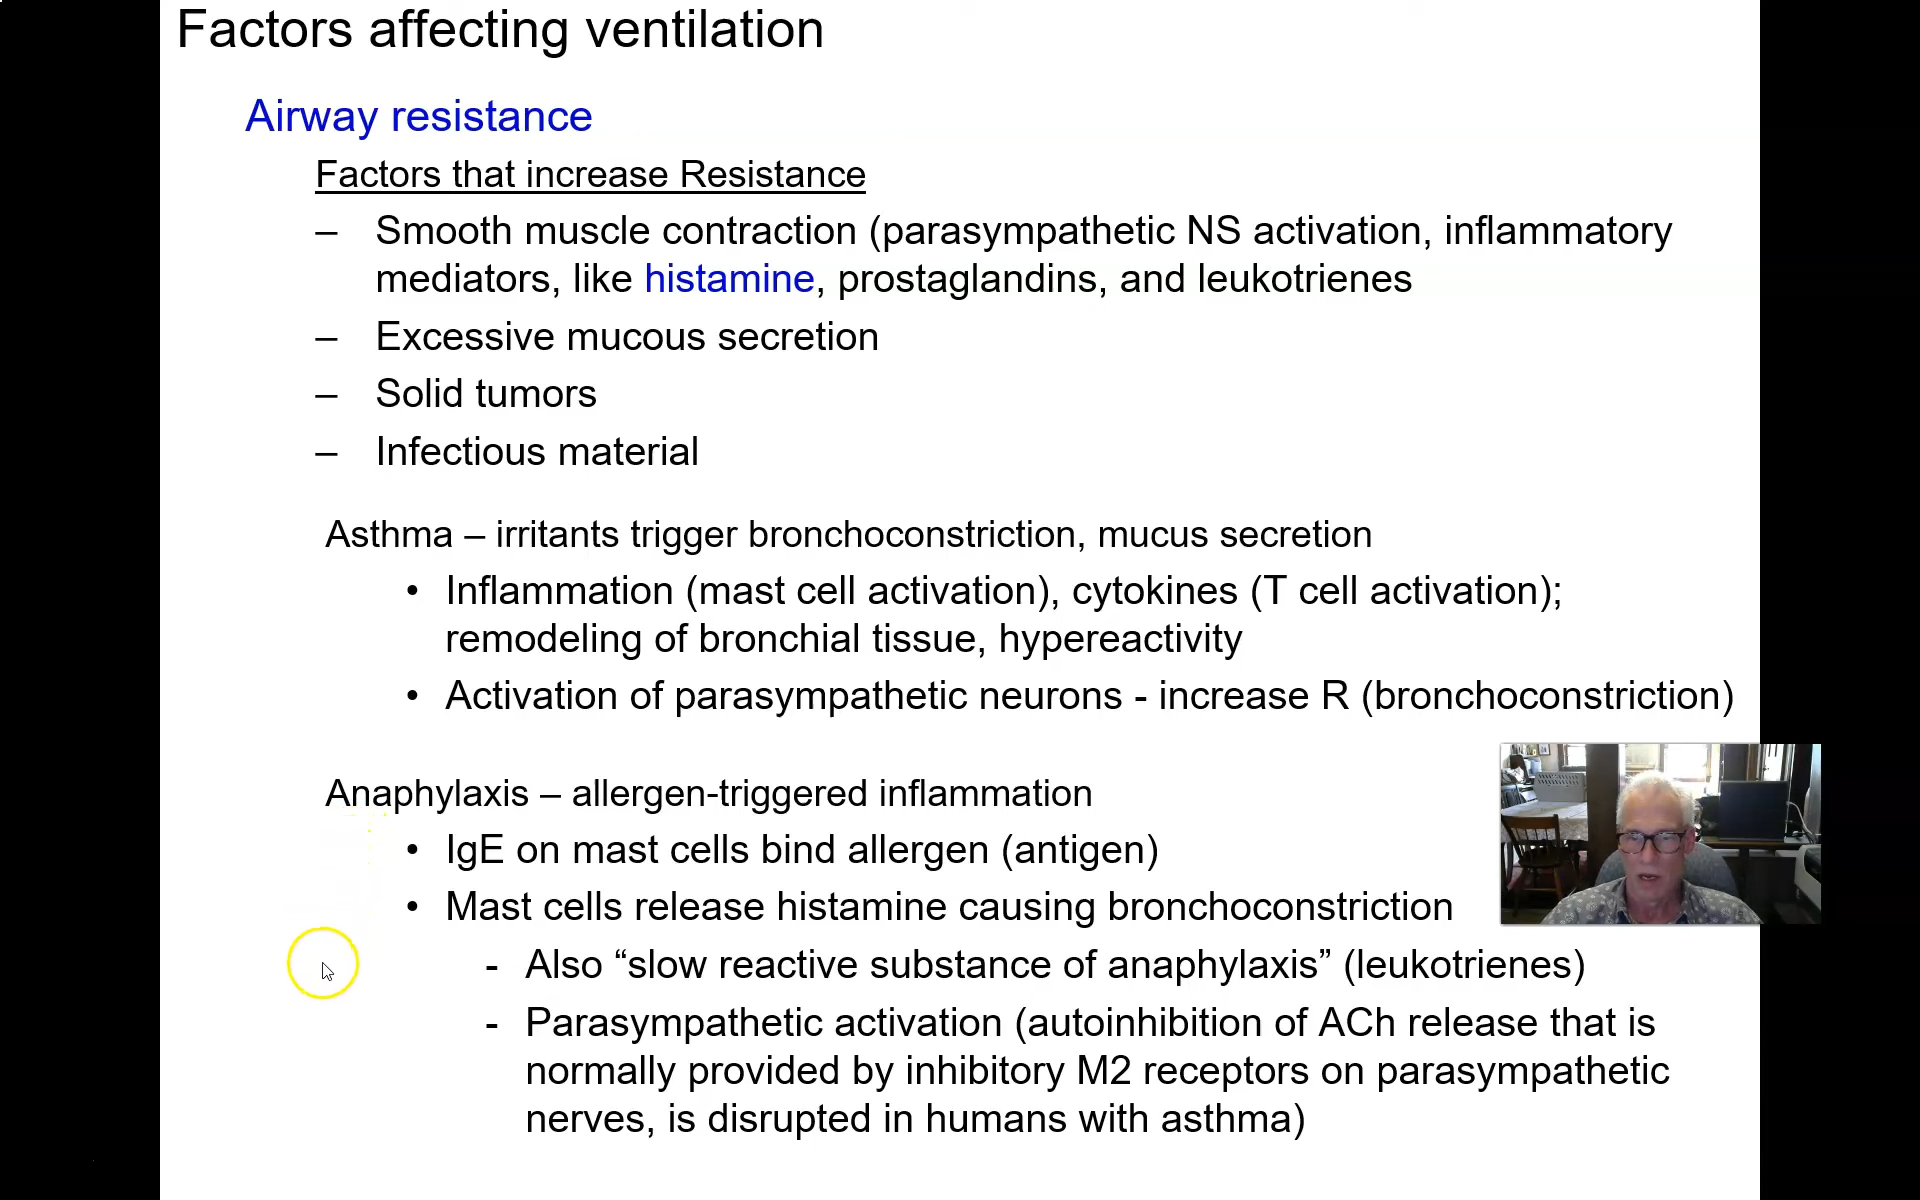 Factors affecting ventilation
Airway resistance
Factors that increase Resistance
– Smooth muscle contraction (parasympathetic NS activation, inflammatory
mediators, like histamine, prostaglandins, and leukotrienes
– Excessive mucous secretion
– Solid tumors
– Infectious material
Asthma – irritants trigger bronchoconstriction, mucus secretion
• Inflammation (mast cell activation), cytokines (T cell activation);
remodeling of bronchial tissue, hypereactivity
• Activation of parasympathetic neurons - increase R (bronchoconstriction)
Anaphylaxis – allergen-triggered inflammation
• IgE on mast cells bind allergen (antigen)
• Mast cells release histamine causing bronchoconstriction
- Also “slow reactive substance of anaphylaxis” (leukotrienes)
- Parasympathetic activation (autoinhibition of ACh release that is
normally provided by inhibitory M2 receptors on parasympathetic
nerves, is disrupted in humans with asthma)